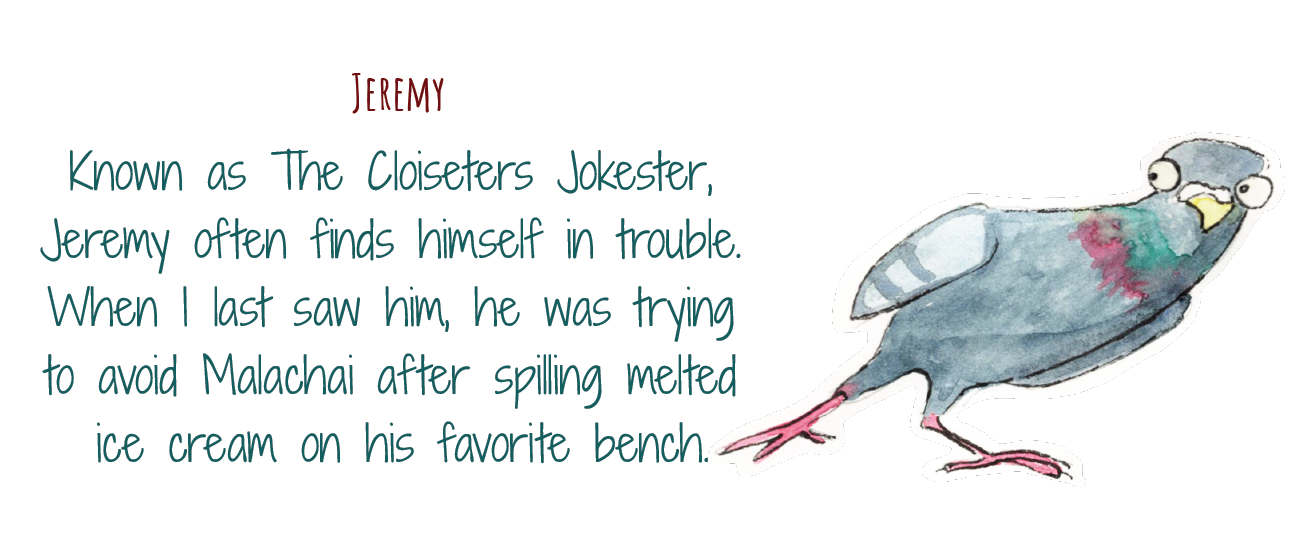 Jeremy
Known as The Cloiseters Jokester,
Jeremy often finds himself in trouble.
When I last saw him, he was trying
to avoid Malachai after spilling melted
ice cream on his favorite bench.